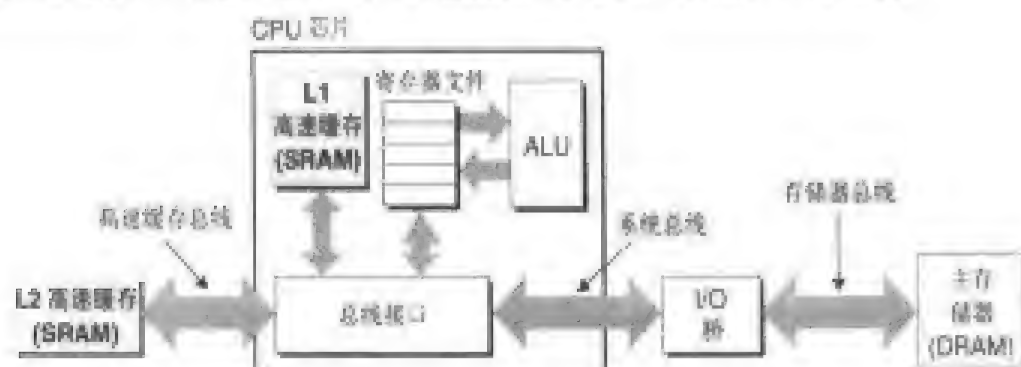 CPU 芯片
L1
高速缓存
(SRAM)
寄存器文件
ALU
高速缓存总线
系统总线
存储器总线
L2 高速缓存
(SRAM)
总线接口
I/O
桥
主存
储器
(DRAM)